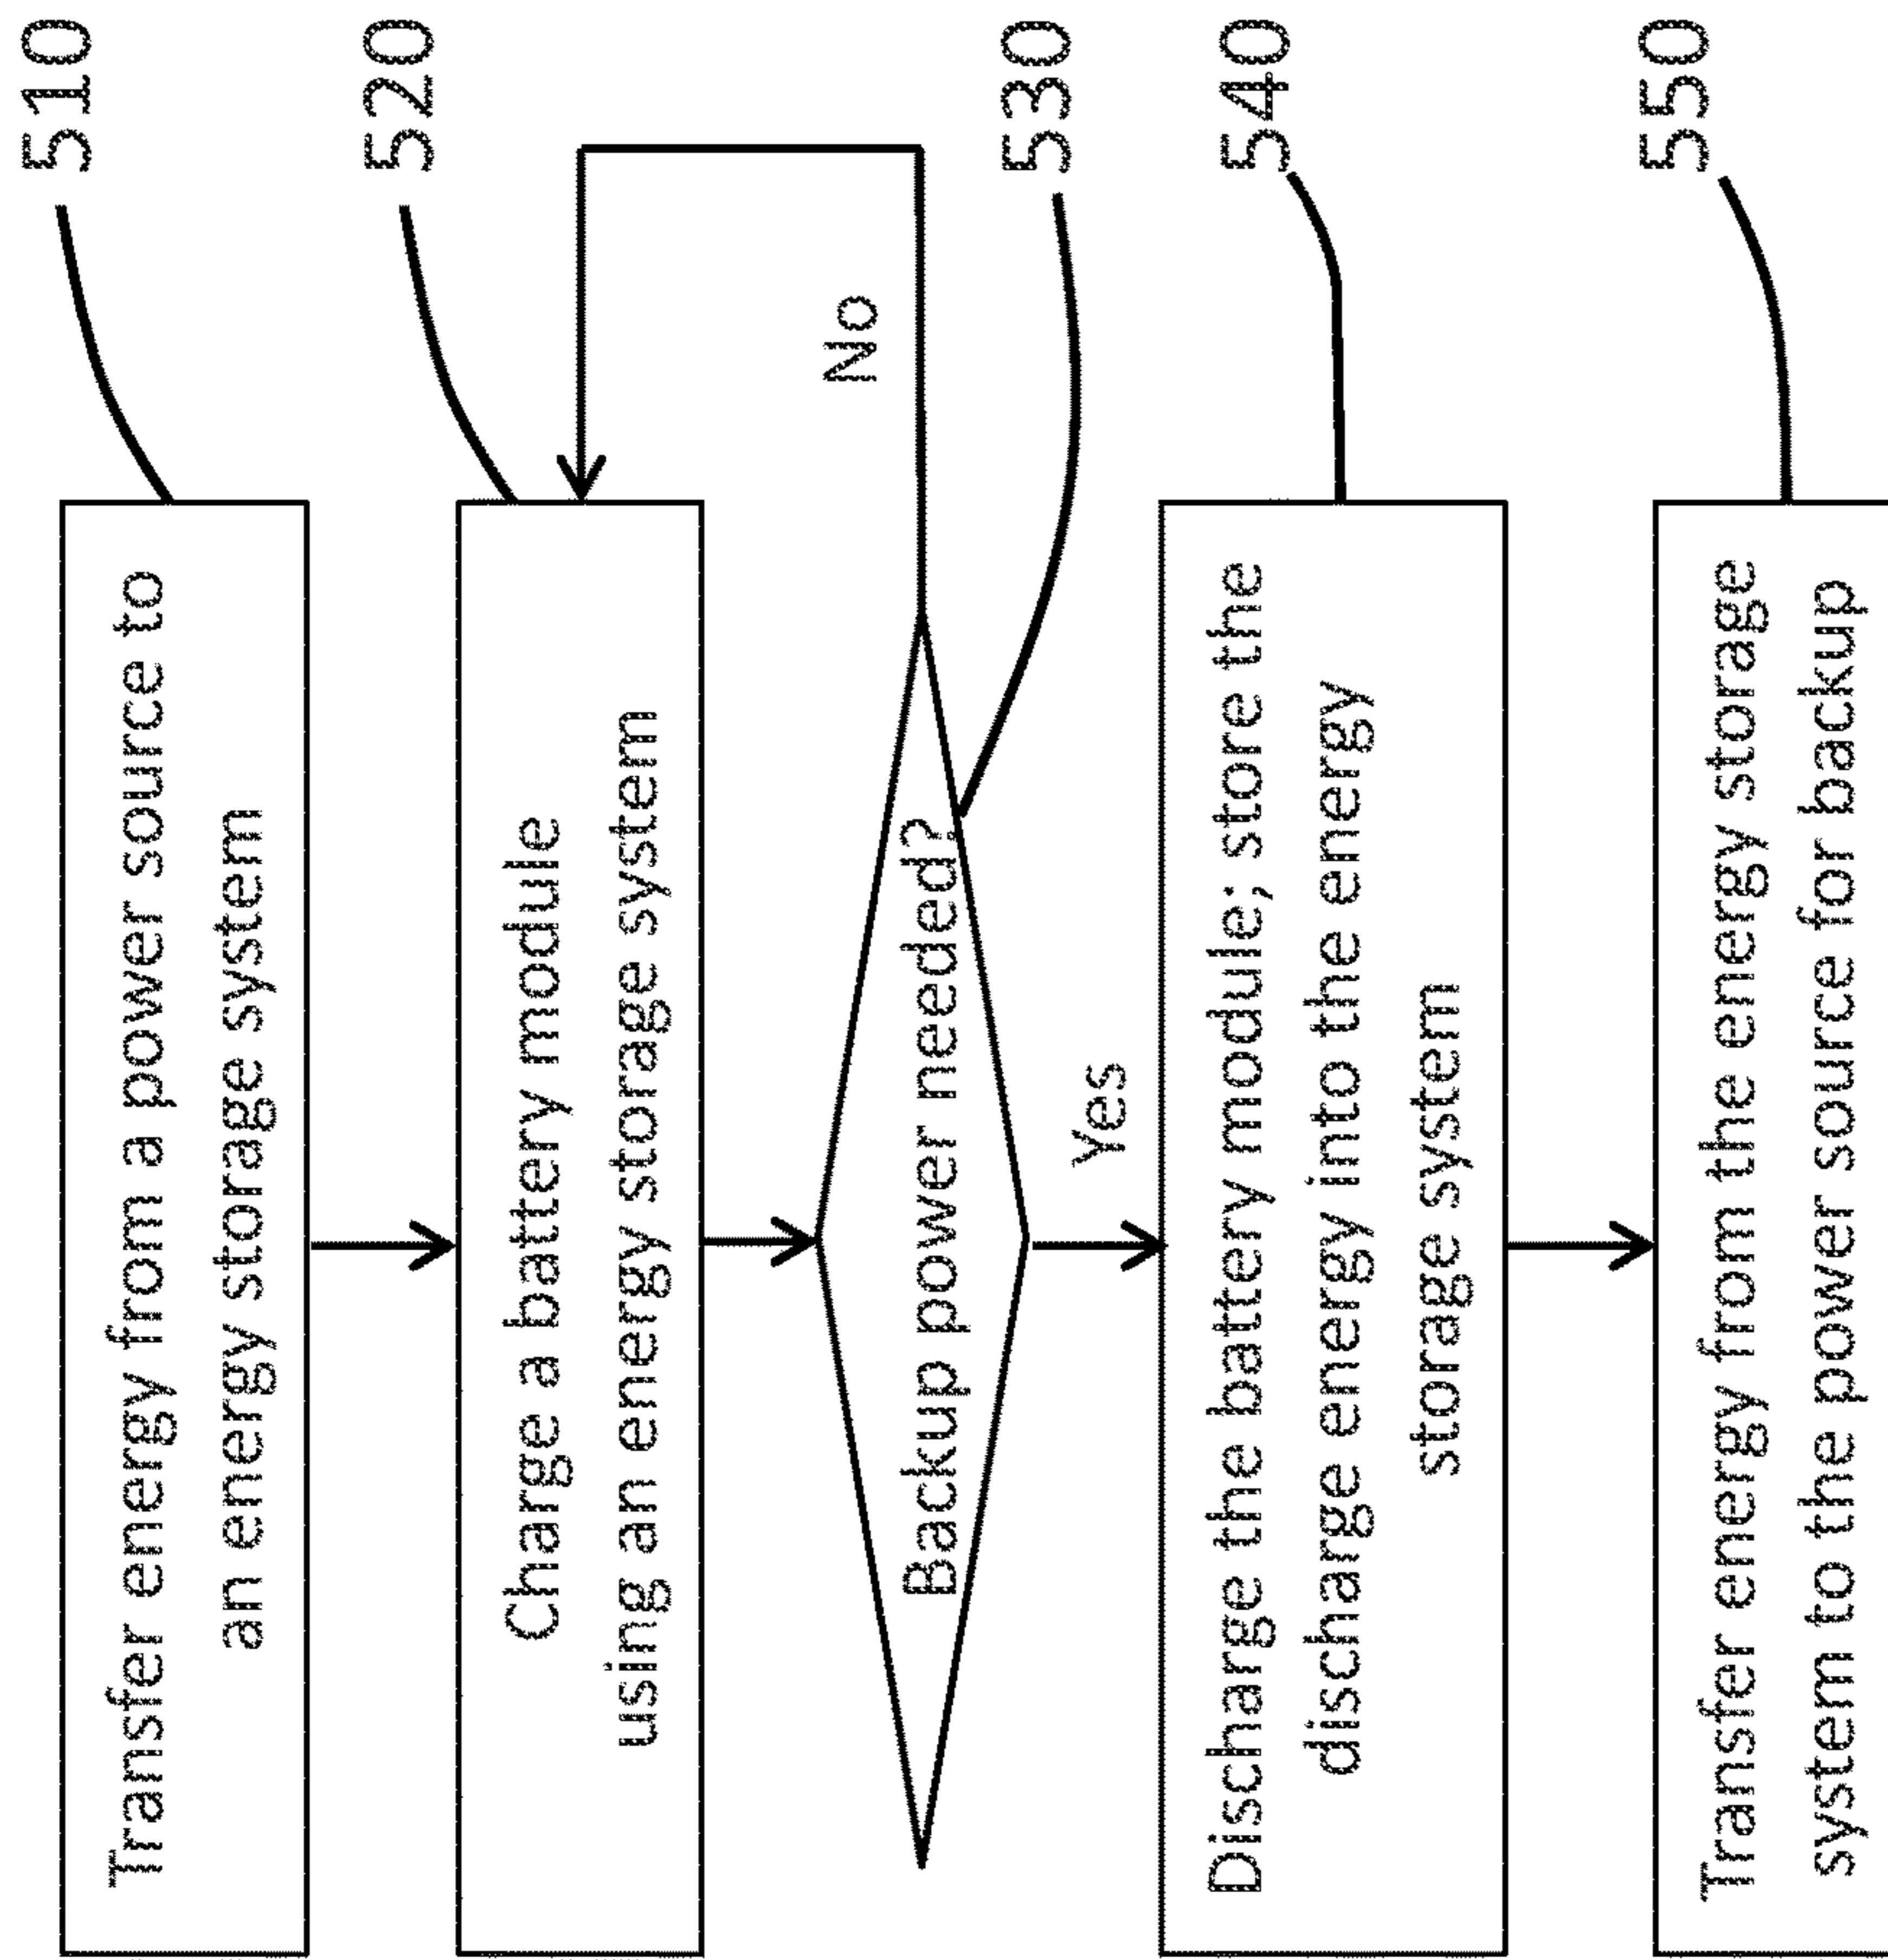 Transfer energy from a power source to
an energy storage system
510
Charge a battery module
using an energy storage system
520
Backup power needed?
No
530
Yes
Discharge the battery module; store the
discharge energy into the energy
storage system
540
Transfer energy from the energy storage
system to the power source for backup
550